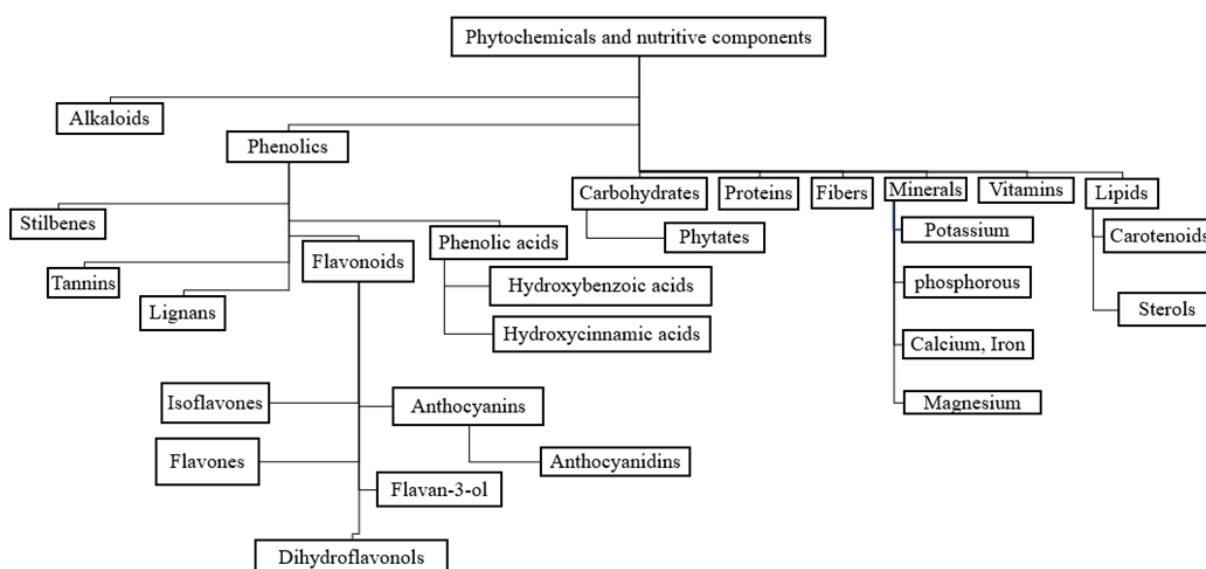 Phytochemicals and nutritive components
Alkaloids
Phenolics
Carbohydrates
Proteins
Fibers
Minerals
Vitamins
Lipids
Stilbenes
Phenolic acids
Phytates
Potassium
Carotenoids
Flavonoids
Tannins
Lignans
Hydroxybenzoic acids
phosphorous
Sterols
Hydroxycinnamic acids
Calcium, Iron
Isoflavones
Anthocyanins
Magnesium
Flavones
Anthocyanidins
Flavan-3-ol
Dihydroflavonols